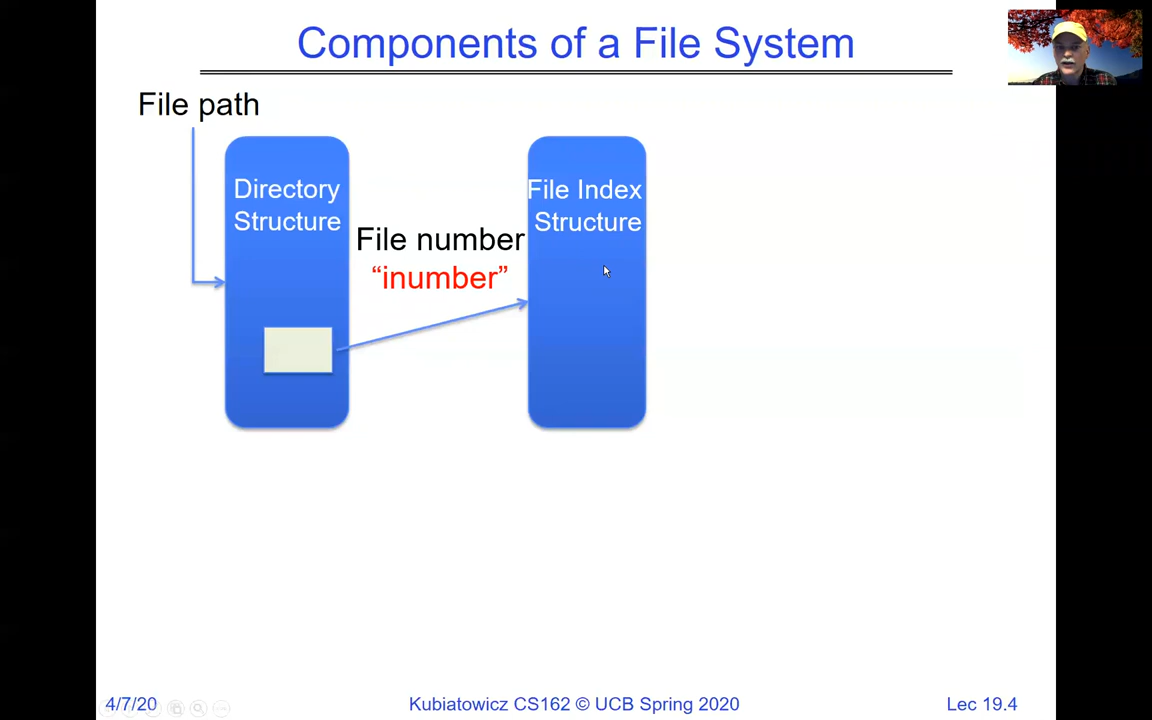 Components of a File System
File path
Directory
Structure
File number
“inumber”
File Index
Structure
4/7/20
Kubiatowicz CS162 © UCB Spring 2020
Lec 19.4